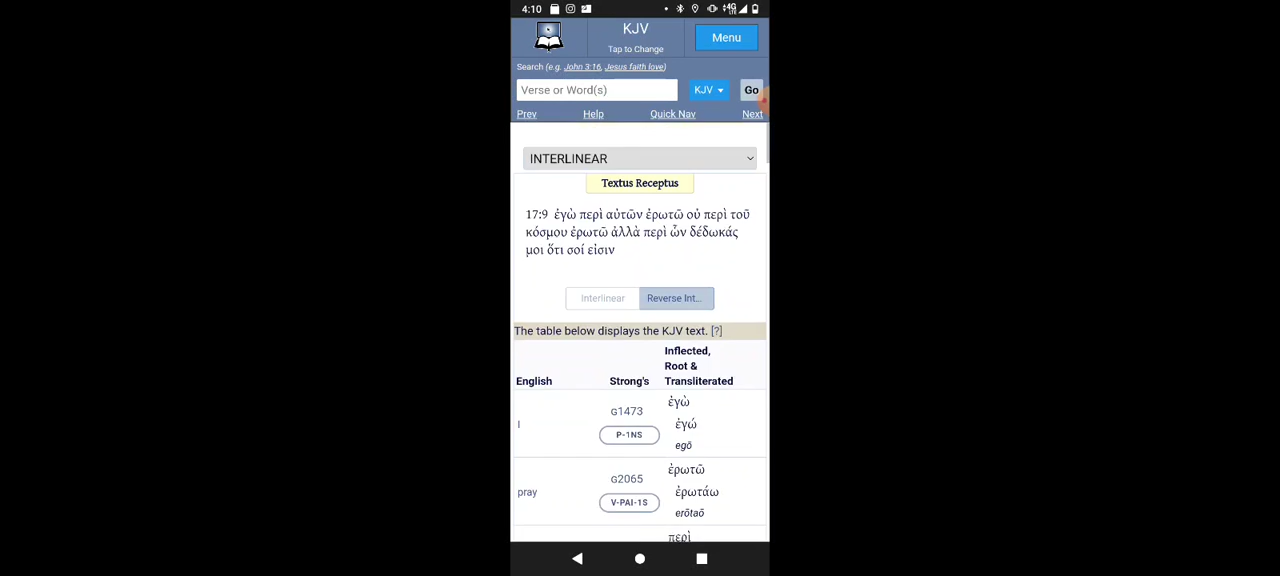 4:10
4G
KJV
Tap to Change
Menu
Search (e.g. John 3:16, Jesus faith love)
Verse or Word(s)
KJV
Go
Prev
Help
Quick Nav
Next
INTERLINEAR
Textus Receptus
17:9 ἐγὼ περὶ αὐτῶν ἐρωτῶ οὐ περὶ τοῦ
κόσμου ἐρωτῶ ἀλλὰ περὶ ὧν δέδωκάς
μοι ὅτι σοί εἰσιν
Interlinear
Reverse Int...
The table below displays the KJV text. [?]
English
Strong's
Inflected,
Root &
Transliterated
I
G1473
P-1NS
ἐγὼ
ἐγώ
egō
pray
G2065
V-PAI-1S
ἐρωτῶ
ἐρωτάω
erōtaō
περὶ